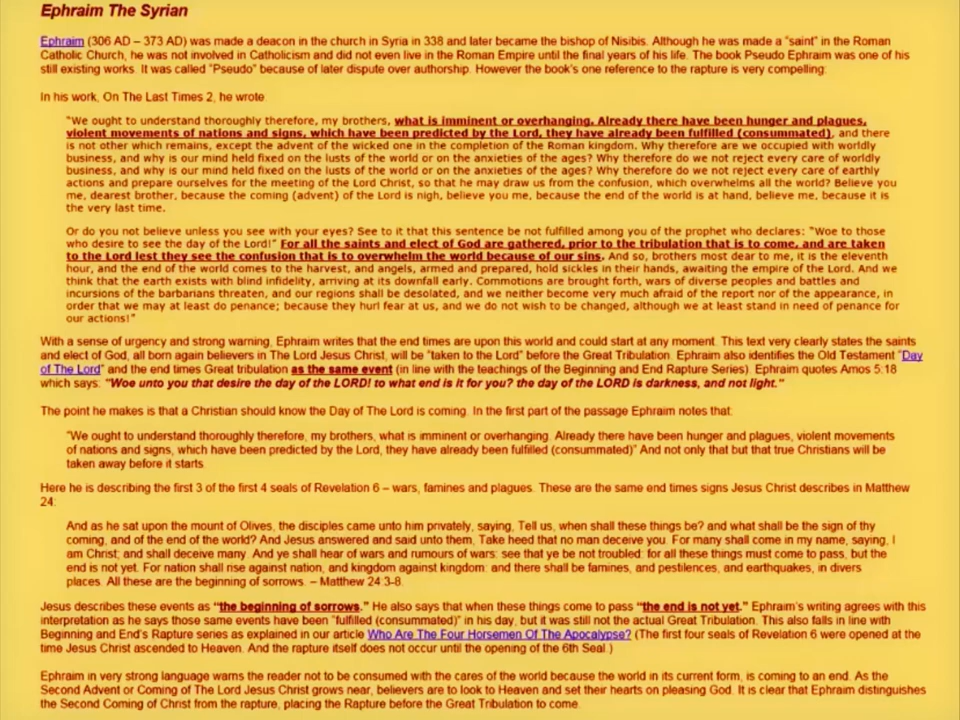 Ephraim The Syrian
Ephraim (306 AD – 373 AD) was made a deacon in the church in Syria in 338 and later became the bishop of Nisibis. Although he was made a "saint" in the Roman
Catholic Church, he was not involved in Catholicism and did not even live in the Roman Empire until the final years of his life. The book Pseudo Ephraim was one of his
still existing works. It was called "Pseudo" because of later dispute over authorship. However the book's one reference to the rapture is very compelling:
In his work, On The Last Times 2, he wrote
"We ought to understand thoroughly therefore, my brothers, what is imminent or overhanging. Already there have been hunger and plagues,
violent movements of nations and signs, which have been predicted by the Lord, they have already been fulfilled (consummated), and there
is not other which remains, except the advent of the wicked one in the completion of the Roman kingdom. Why therefore are we occupied with worldly
business, and why is our mind held fixed on the lusts of the world or on the anxieties of the ages? Why therefore do we not reject every care of worldly
business, and why is our mind held fixed on the lusts of the world or on the anxieties of the ages? Why therefore do we not reject every care of earthly
actions and prepare ourselves for the meeting of the Lord Christ, so that he may draw us from the confusion, which overwhelms all the world? Believe you
me, dearest brother, because the coming (advent) of the Lord is nigh, believe you me, because the end of the world is at hand, believe me, because it is
the very last time.
Or do you not believe unless you see with your eyes? See to it that this sentence be not fulfilled among you of the prophet who declares: "Woe to those
who desire to see the day of the Lord!" For all the saints and elect of God are gathered, prior to the tribulation that is to come, and are taken
to the Lord lest they see the confusion that is to overwhelm the world because of our sins. And so, brothers most dear to me, it is the eleventh
hour, and the end of the world comes to the harvest, and angels, armed and prepared, hold sickles in their hands, awaiting the empire of the Lord. And we
think that the earth exists with blind infidelity, arriving at its downfall early. Commotions are brought forth, wars of diverse peoples and battles and
incursions of the barbarians threaten, and our regions shall be desolated, and we neither become very much afraid of the report nor of the appearance, in
order that we may at least do penance; because they hurl fear at us, and we do not wish to be changed, although we at least stand in need of penance for
our actions!"
With a sense of urgency and strong warning, Ephraim writes that the end times are upon this world and could start at any moment. This text very clearly states the saints
and elect of God, all born again believers in The Lord Jesus Christ, will be "taken to the Lord" before the Great Tribulation. Ephraim also identifies the Old Testament "Day
of The Lord" and the end times Great tribulation as the same event (in line with the teachings of the Beginning and End Rapture Series). Ephraim quotes Amos 5:18
which says: "Woe unto you that desire the day of the LORD! to what end is it for you? the day of the LORD is darkness, and not light."
The point he makes is that a Christian should know the Day of The Lord is coming. In the first part of the passage Ephraim notes that:
"We ought to understand thoroughly therefore, my brothers, what is imminent or overhanging. Already there have been hunger and plagues, violent movements
of nations and signs, which have been predicted by the Lord, they have already been fulfilled (consummated)" And not only that but that true Christians will be
taken away before it starts.
Here he is describing the first 3 of the first 4 seals of Revelation 6 – wars, famines and plagues. These are the same end times signs Jesus Christ describes in Matthew
24:
And as he sat upon the mount of Olives, the disciples came unto him privately, saying, Tell us, when shall these things be? and what shall be the sign of thy
coming, and of the end of the world? And Jesus answered and said unto them, Take heed that no man deceive you. For many shall come in my name, saying, I
am Christ; and shall deceive many. And ye shall hear of wars and rumours of wars: see that ye be not troubled: for all these things must come to pass, but the
end is not yet. For nation shall rise against nation, and kingdom against kingdom: and there shall be famines, and pestilences, and earthquakes, in divers
places. All these are the beginning of sorrows. – Matthew 24:3-8.
Jesus describes these events as "the beginning of sorrows." He also says that when these things come to pass "the end is not yet." Ephraim's writing agrees with this
interpretation as he says those same events have been "fulfilled (consummated)" in his day, but it was still not the actual Great Tribulation. This also falls in line with
Beginning and End's Rapture series as explained in our article Who Are The Four Horsemen Of The Apocalypse? (The first four seals of Revelation 6 were opened at the
time Jesus Christ ascended to Heaven. And the rapture itself does not occur until the opening of the 6th Seal.)
Ephraim in very strong language warns the reader not to be consumed with the cares of the world because the world in its current form, is coming to an end. As the
Second Advent or Coming of The Lord Jesus Christ grows near, believers are to look to Heaven and set their hearts on pleasing God. It is clear that Ephraim distinguishes
the Second Coming of Christ from the rapture, placing the Rapture before the Great Tribulation to come.